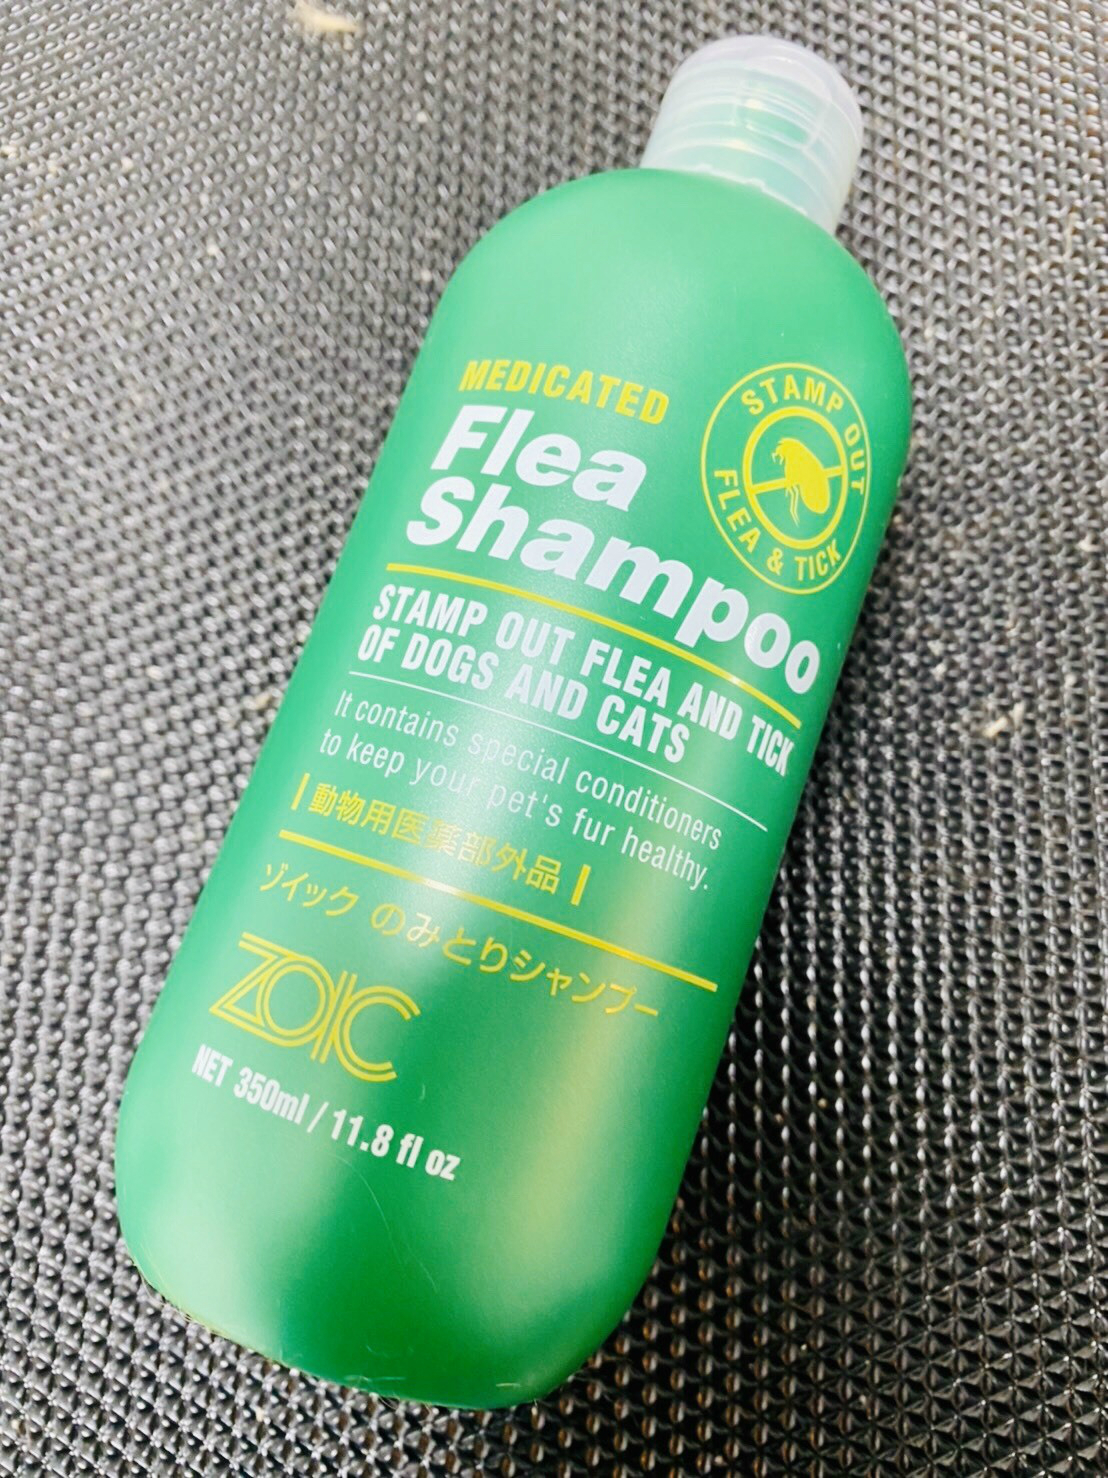 MEDICATED
Flea
Shampoo
STAMP OUT
FLEA & TICK
STAMP OUT FLEA AND TICK
OF DOGS AND CATS
It contains special conditioners
to keep your pet's fur healthy.
動物用医薬部外品
ゾイック のみとりシャンプー
ZOIC
NET 350ml / 11.8 fl oz